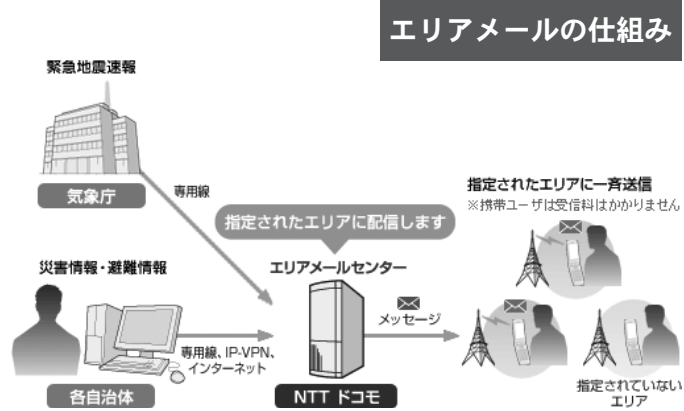 エリアメールの仕組み
緊急地震速報
気象庁
専用線
指定されたエリアに配信します
指定されたエリアに一斉送信
※携帯ユーザは受信料はかかりません
災害情報・避難情報
エリアメールセンター
メッセージ
専用線、IP-VPN、
インターネット
各自治体
NTT ドコモ
指定されていない
エリア